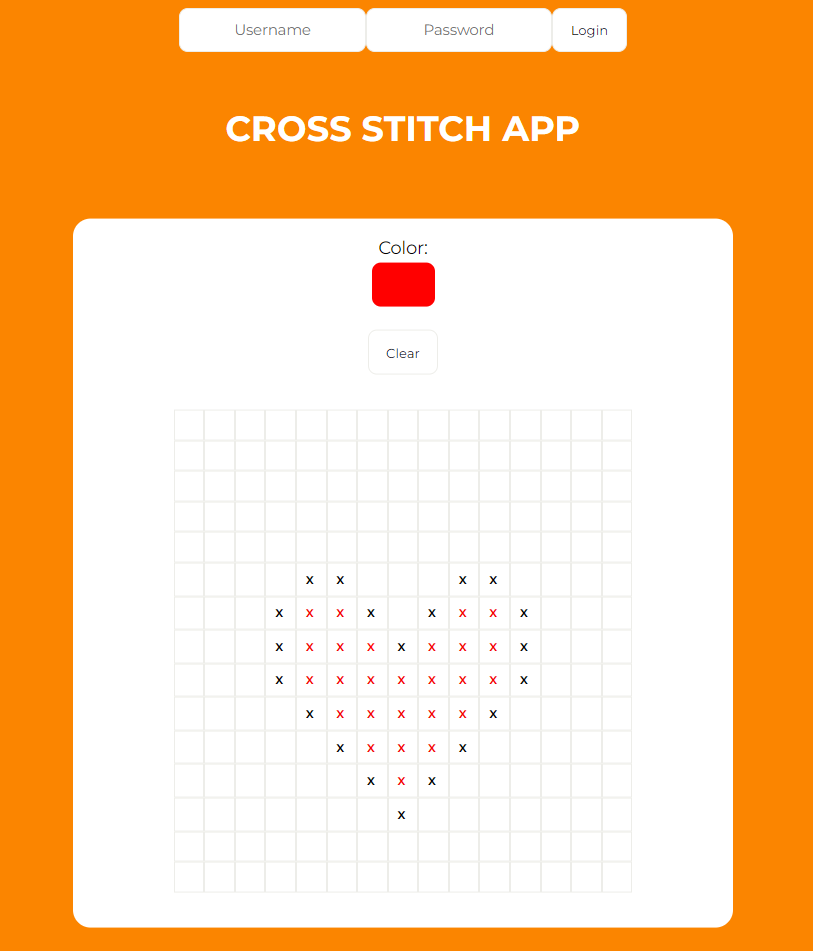 Username Password Login
CROSS STITCH APP
Color:
Clear
x x x x
x x x x x x x x
x x x x x x x x x
x x x x x x x x x
x x x x x x x
x x x x x
x x x
x